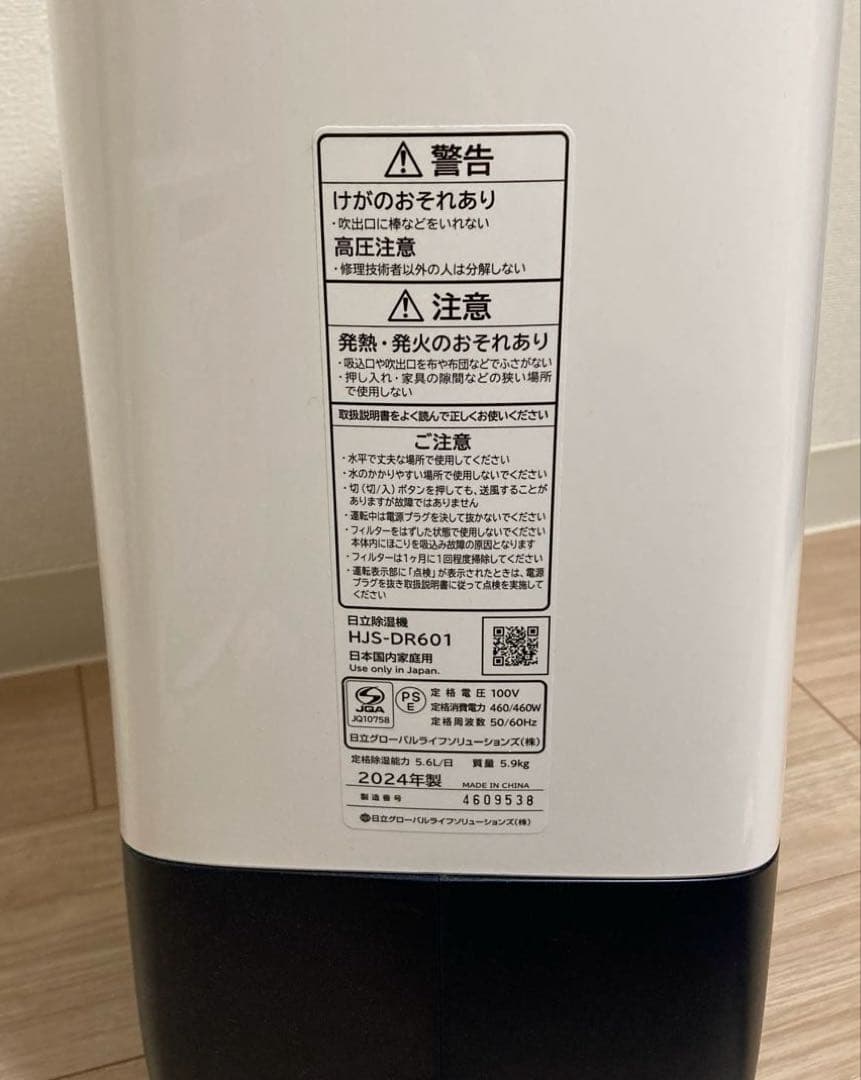 警告
けがのおそれあり
・吹出口に棒などをいれない
高圧注意
・修理技術者以外の人は分解しない
注意
発熱・発火のおそれあり
・吸込口や吹出口を布や布団などでふさがない
・押し入れ・家具の隙間などの狭い場所
で使用しない
取扱説明書をよく読んで正しくお使いください
ご注意
・水平で丈夫な場所で使用してください
・水のかかりやすい場所で使用しないでください
・切(切/入)ボタンを押しても、送風することが
ありますが故障ではありません
・運転中は電源プラグを決して抜かないでください
・フィルターをはずした状態で使用しないでください
本体内にほこりを吸込み故障の原因となります
・フィルターは1ヶ月に1回程度掃除してください
・運転表示部に「点検」が表示されたときは、電源
プラグを抜き取扱説明書に従って点検を実施して
ください
日立除湿機
HJS-DR601
日本国内家庭用
Use only in Japan.
JQA
JQ10758
PS
E
定格電圧 100V
定格消費電力 460/460W
定格周波数 50/60Hz
日立グローバルライフソリューションズ(株)
定格除湿能力 5.6L/日 質量 5.9kg
2024年製 MADE IN CHINA
製造番号 4609538
日立グローバルライフソリューションズ(株)